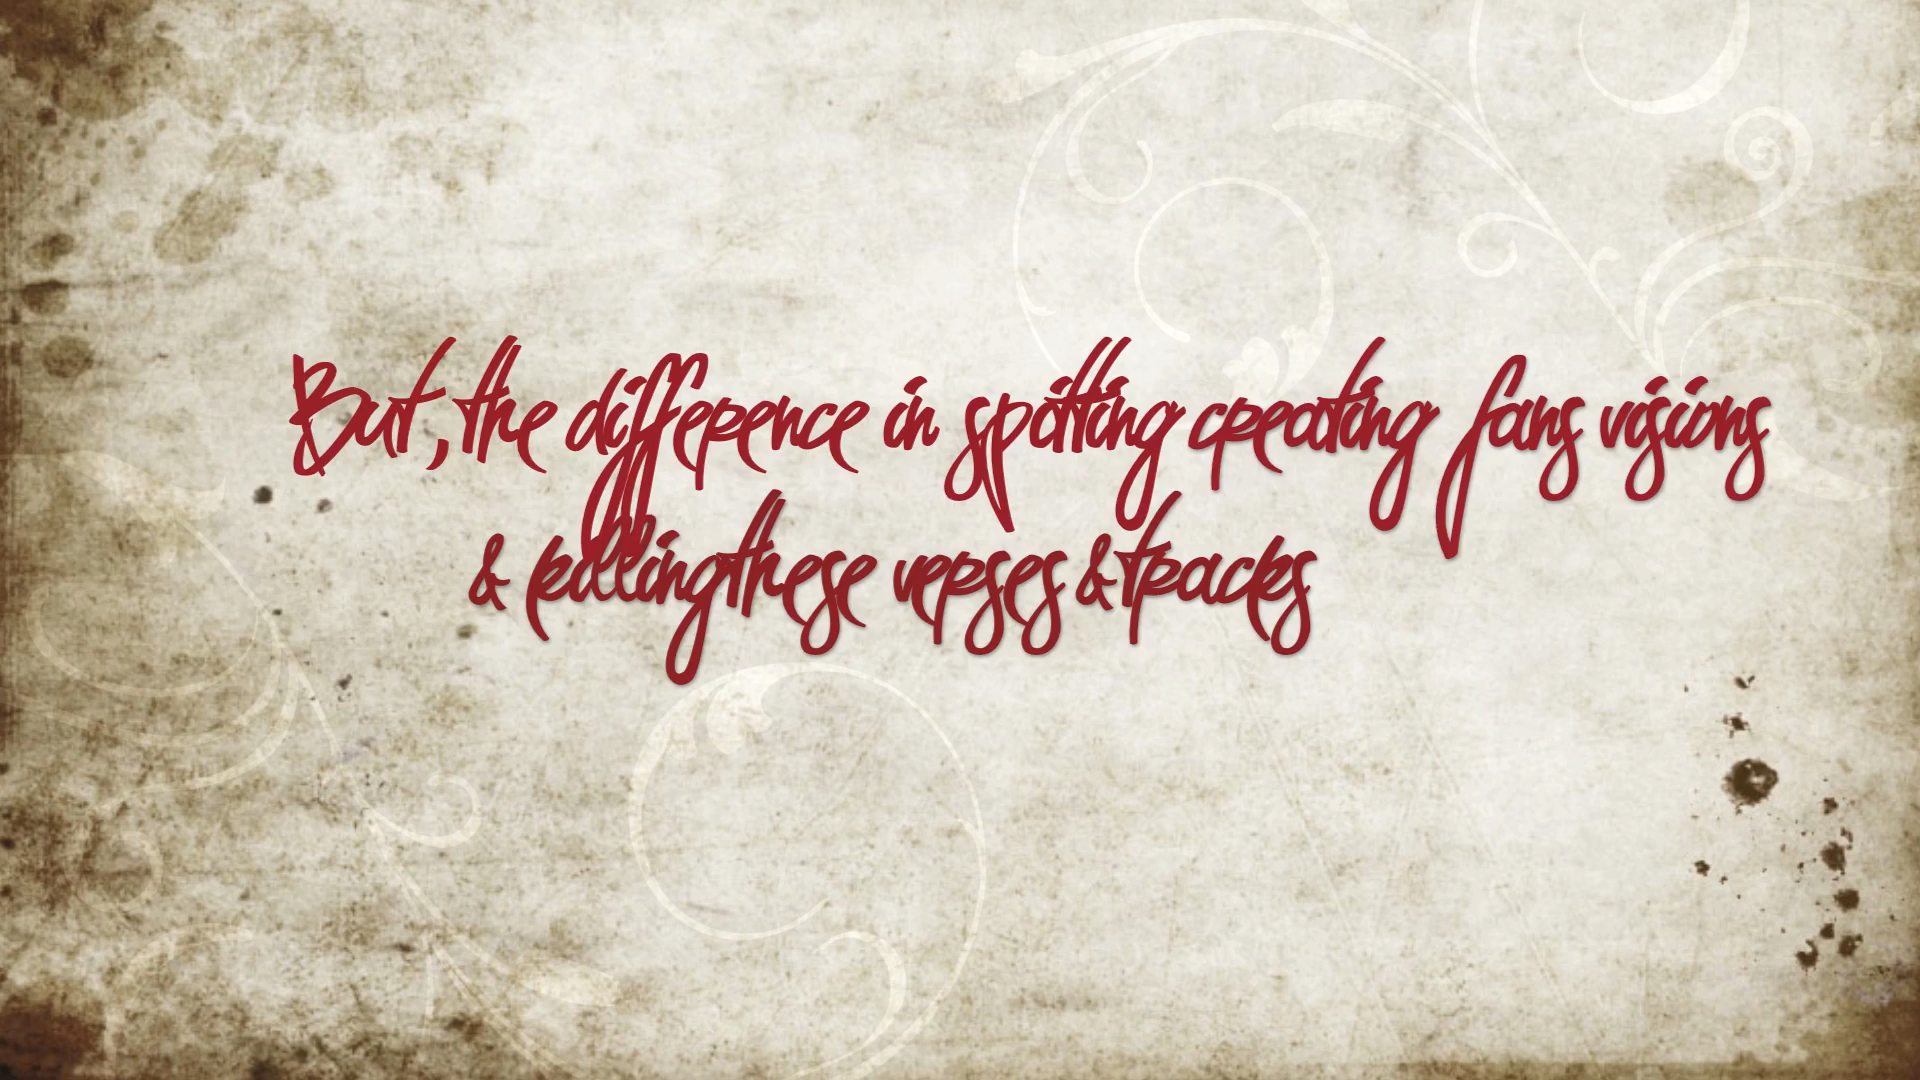 But, the difference in spitting creating fans visions
& killing these verses & tracks